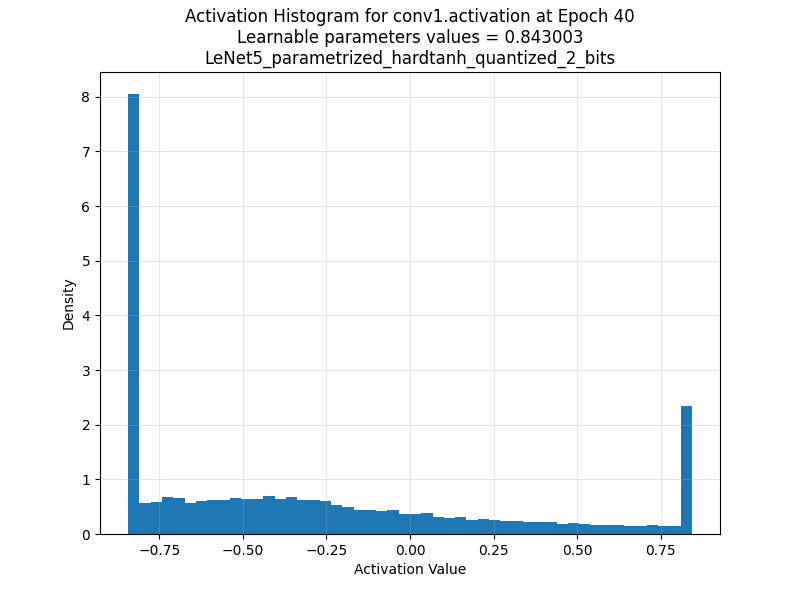 Activation Histogram for conv1.activation at Epoch 40
Learnable parameters values = 0.843003
LeNet5_parametrized_hardtanh_quantized_2_bits
8
7
6
5
4
3
2
1
0
Density
−0.75 −0.50 −0.25 0.00 0.25 0.50 0.75
Activation Value